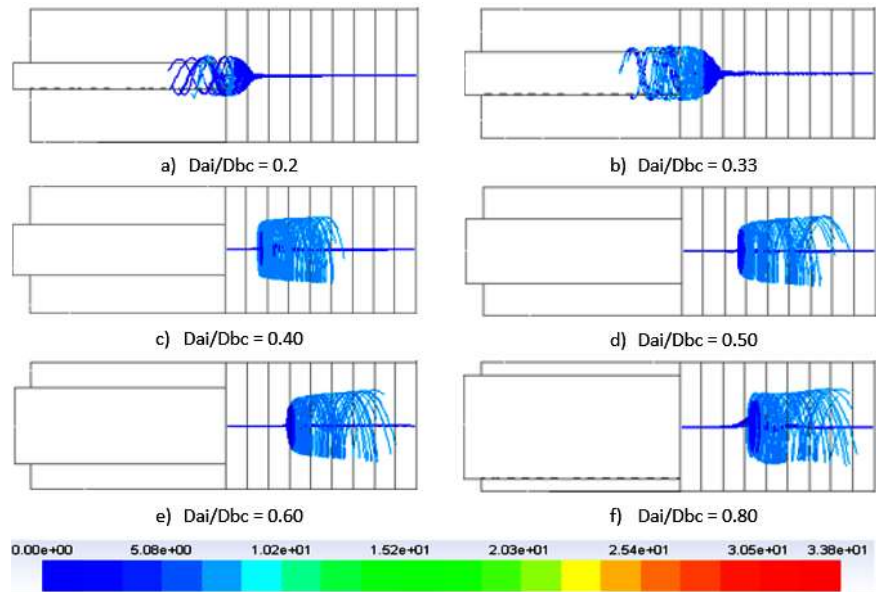 a) Dai/Dbc = 0.2
b) Dai/Dbc = 0.33
c) Dai/Dbc = 0.40
d) Dai/Dbc = 0.50
e) Dai/Dbc = 0.60
f) Dai/Dbc = 0.80
0.00e+00 5.08e+00 1.02e+01 1.52e+01 2.03e+01 2.54e+01 3.05e+01 3.38e+01